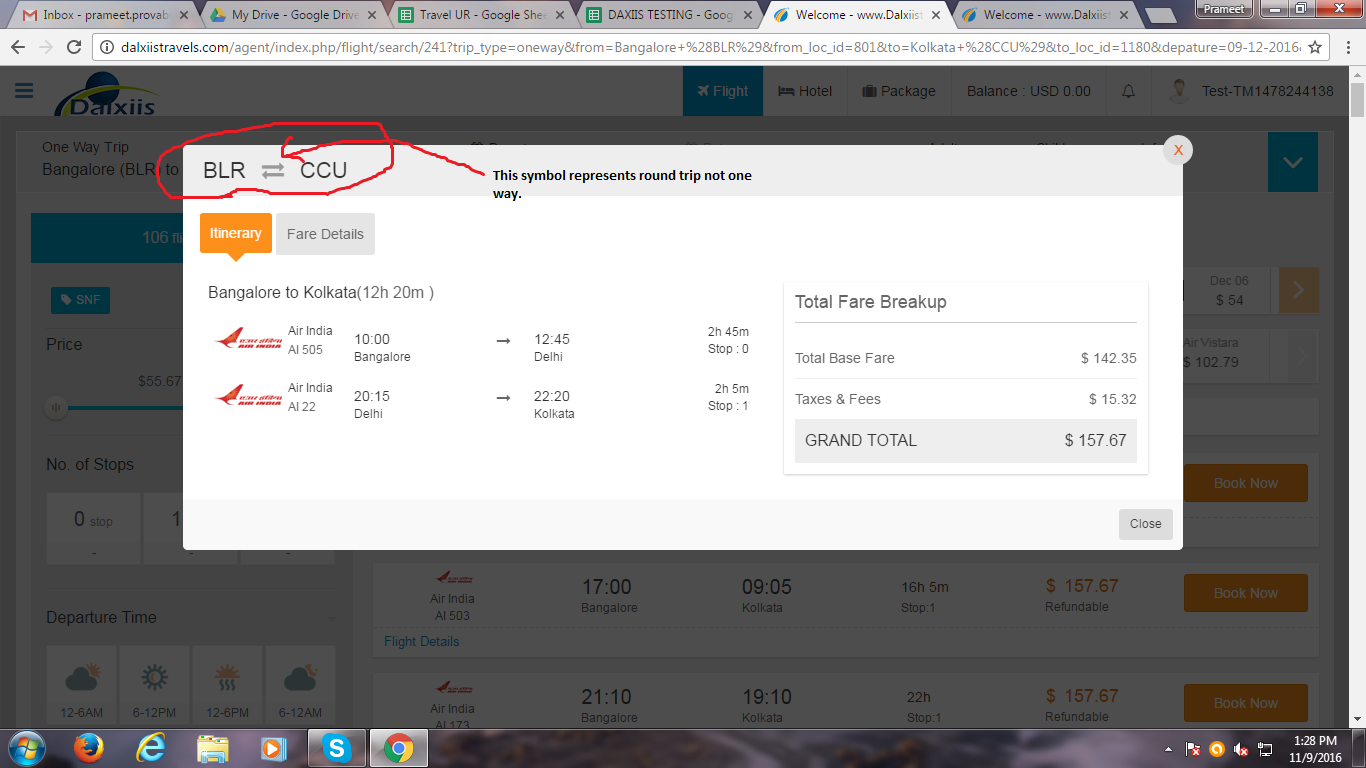 Prameet
Inbox - prameet.provab
My Drive - Google Drive
Travel UR - Google Shee
DAXIIS TESTING - Goog
Welcome - www.Dalxiist
Welcome - www.Dalxiist
dalxiistravels.com/agent/index.php/flight/search/241?trip_type=oneway&from=Bangalore+%28BLR%29&from_loc_id=801&to=Kolkata+%28CCU%29&to_loc_id=1180&depature=09-12-2016
Dalxiis
Flight
Hotel
Package
Balance : USD 0.00
Test-TM1478244138
One Way Trip
Bangalore (BLR) to
BLR ⇄ CCU
X
This symbol represents round trip not one
way.
106 fli
Itinerary
Fare Details
SNF
Dec 06
$ 54
Bangalore to Kolkata(12h 20m )
Total Fare Breakup
Air India
AI 505
10:00
Bangalore
→
12:45
Delhi
2h 45m
Stop : 0
Price
$55.67
Air Vistara
$ 102.79
Total Base Fare
$ 142.35
Air India
AI 22
20:15
Delhi
→
22:20
Kolkata
2h 5m
Stop : 1
Taxes & Fees
$ 15.32
GRAND TOTAL
$ 157.67
No. of Stops
0 stop
1
-
-
-
Book Now
Close
Air India
AI 503
17:00
Bangalore
09:05
Kolkata
16h 5m
Stop:1
$ 157.67
Refundable
Book Now
Flight Details
Departure Time
12-6AM
6-12PM
12-6PM
6-12AM
Air India
AI 173
21:10
Bangalore
19:10
Kolkata
22h
Stop:1
$ 157.67
Refundable
Book Now
1:28 PM
11/9/2016